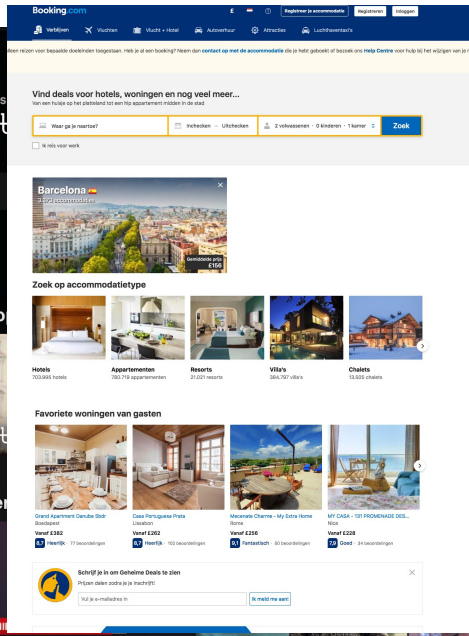 Booking.com
£
Registreer je accommodatie
Registreren
Inloggen
Verblijven
Vluchten
Vlucht + Hotel
Autoverhuur
Attracties
Luchthaventaxi's
reizen voor bepaalde doeleinden toegestaan. Heb je al een booking? Neem dan contact op met de accommodatie die je hebt geboekt of bezoek ons Help Centre voor hulp bij het wijzigen van je
Vind deals voor hotels, woningen en nog veel meer...
Van een huisje op het platteland tot een hip appartement midden in de stad
Waar ga je naartoe?
Inchecken — Uitchecken
2 volwassenen · 0 kinderen · 1 kamer
Zoek
Ik reis voor werk
Barcelona
accommodaties
Gemiddelde prijs
£156
Zoek op accommodatietype
Hotels
703.995 hotels
Appartementen
780.719 appartementen
Resorts
21.021 resorts
Villa's
384.797 villa's
Chalets
13.505 chalets
Favoriete woningen van gasten
Grand Apartment Danube Sbdr
Boedapest
Vanaf £382
8,7 Heerlijk · 77 beoordelingen
Casa Portuguesa Prata
Lissabon
Vanaf £262
8,7 Heerlijk · 102 beoordelingen
Mecenate Charme - My Extra Home
Rome
Vanaf £256
9,1 Fantastisch · 50 beoordelingen
MY CASA - 131 PROMENADE DES...
Nice
Vanaf £228
7,9 Goed · 34 beoordelingen
Schrijf je in om Geheime Deals te zien
Prijzen dalen zodra je je inschrijft!
Vul je e-mailadres in
Ik meld me aan!